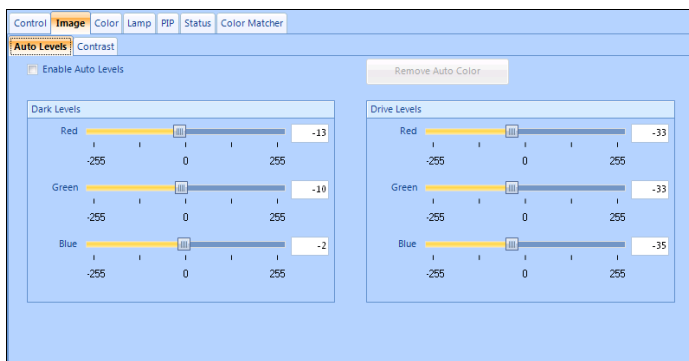 Control Image Color Lamp PIP Status Color Matcher
Auto Levels Contrast
Enable Auto Levels
Remove Auto Color
Dark Levels
Red -13
-255 0 255
Green -10
-255 0 255
Blue -2
-255 0 255
Drive Levels
Red -33
-255 0 255
Green -33
-255 0 255
Blue -35
-255 0 255